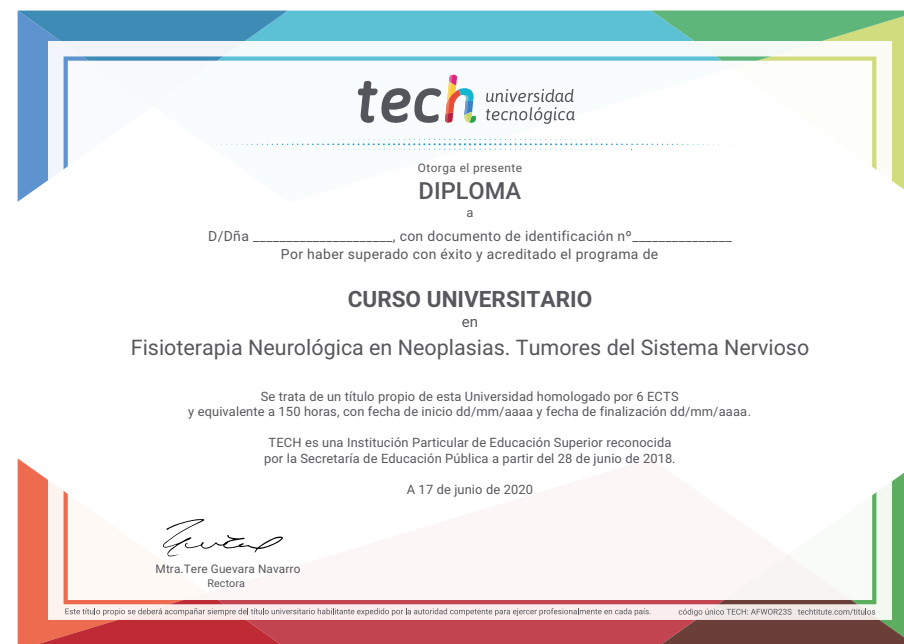 tech universidad
tecnológica
Otorga el presente
DIPLOMA
a
D/Dña _____________________, con documento de identificación nº_______________
Por haber superado con éxito y acreditado el programa de
CURSO UNIVERSITARIO
en
Fisioterapia Neurológica en Neoplasias. Tumores del Sistema Nervioso
Se trata de un título propio de esta Universidad homologado por 6 ECTS
y equivalente a 150 horas, con fecha de inicio dd/mm/aaaa y fecha de finalización dd/mm/aaaa.
TECH es una Institución Particular de Educación Superior reconocida
por la Secretaría de Educación Pública a partir del 28 de junio de 2018.
A 17 de junio de 2020
Mtra.Tere Guevara Navarro
Rectora
Este título propio se deberá acompañar siempre del título universitario habilitante expedido por la autoridad competente para ejercer profesionalmente en cada país. código único TECH: AFWOR23S techtitute.com/titulos